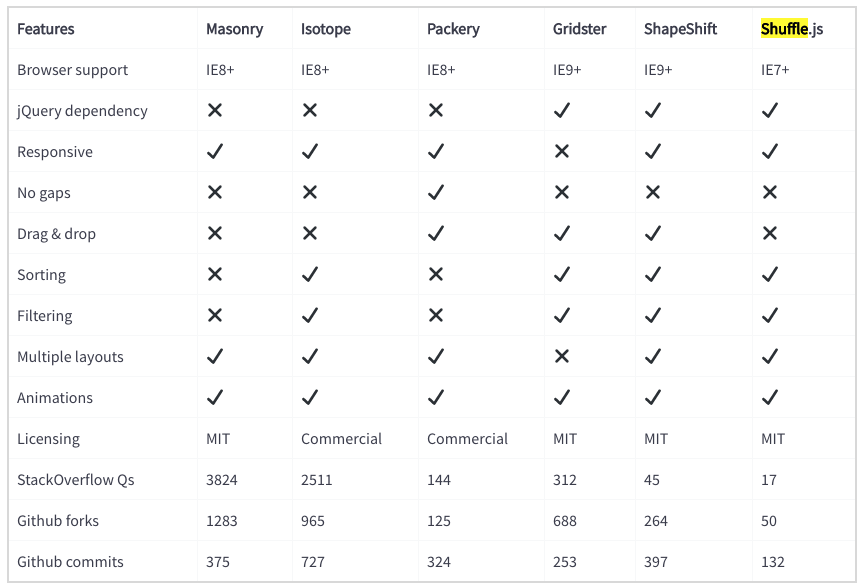 Features Masonry Isotope Packery Gridster ShapeShift Shuffle.js
Browser support IE8+ IE8+ IE8+ IE9+ IE9+ IE7+
jQuery dependency ✕ ✕ ✕ ✓ ✓ ✓
Responsive ✓ ✓ ✓ ✕ ✓ ✓
No gaps ✕ ✕ ✓ ✕ ✕ ✕
Drag & drop ✕ ✕ ✓ ✓ ✓ ✕
Sorting ✕ ✓ ✕ ✓ ✓ ✓
Filtering ✕ ✓ ✕ ✓ ✓ ✓
Multiple layouts ✓ ✓ ✓ ✕ ✓ ✓
Animations ✓ ✓ ✓ ✓ ✓ ✓
Licensing MIT Commercial Commercial MIT MIT MIT
StackOverflow Qs 3824 2511 144 312 45 17
Github forks 1283 965 125 688 264 50
Github commits 375 727 324 253 397 132